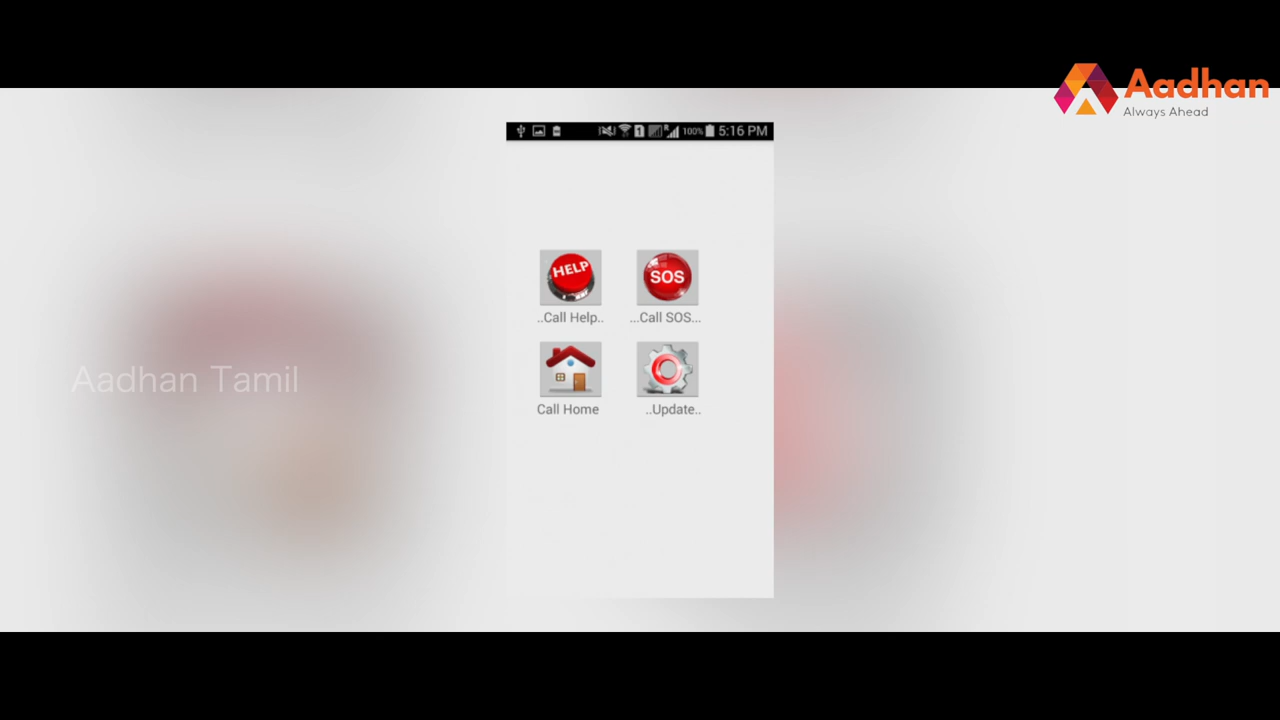 Aadhan
Always Ahead
100% 5:16 PM
HELP
SOS
..Call Help..
...Call SOS...
Aadhan Tamil
Call Home
..Update..